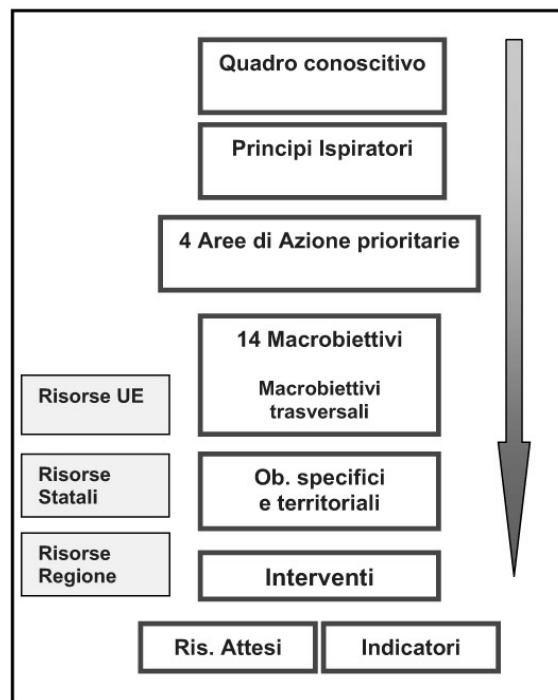 Quadro conoscitivo
Principi Ispiratori
4 Aree di Azione prioritarie
14 Macrobiettivi
Macrobiettivi
trasversali
Risorse UE
Risorse
Statali
Ob. specifici
e territoriali
Risorse
Regione
Interventi
Ris. Attesi
Indicatori